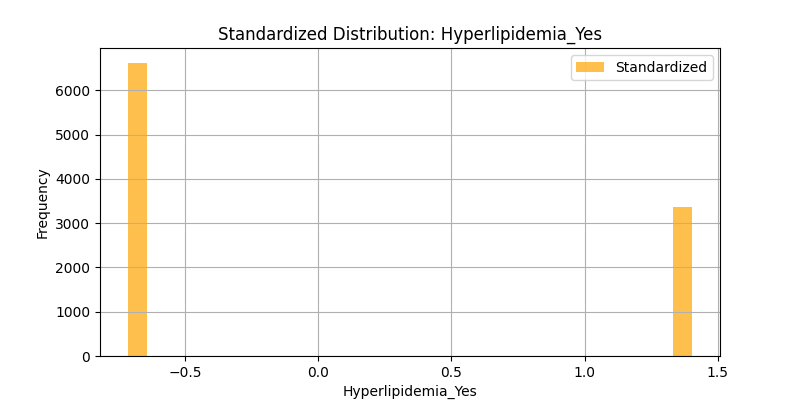 Standardized Distribution: Hyperlipidemia_Yes
Standardized
6000
5000
4000
3000
2000
1000
0
Frequency
−0.5 0.0 0.5 1.0 1.5
Hyperlipidemia_Yes